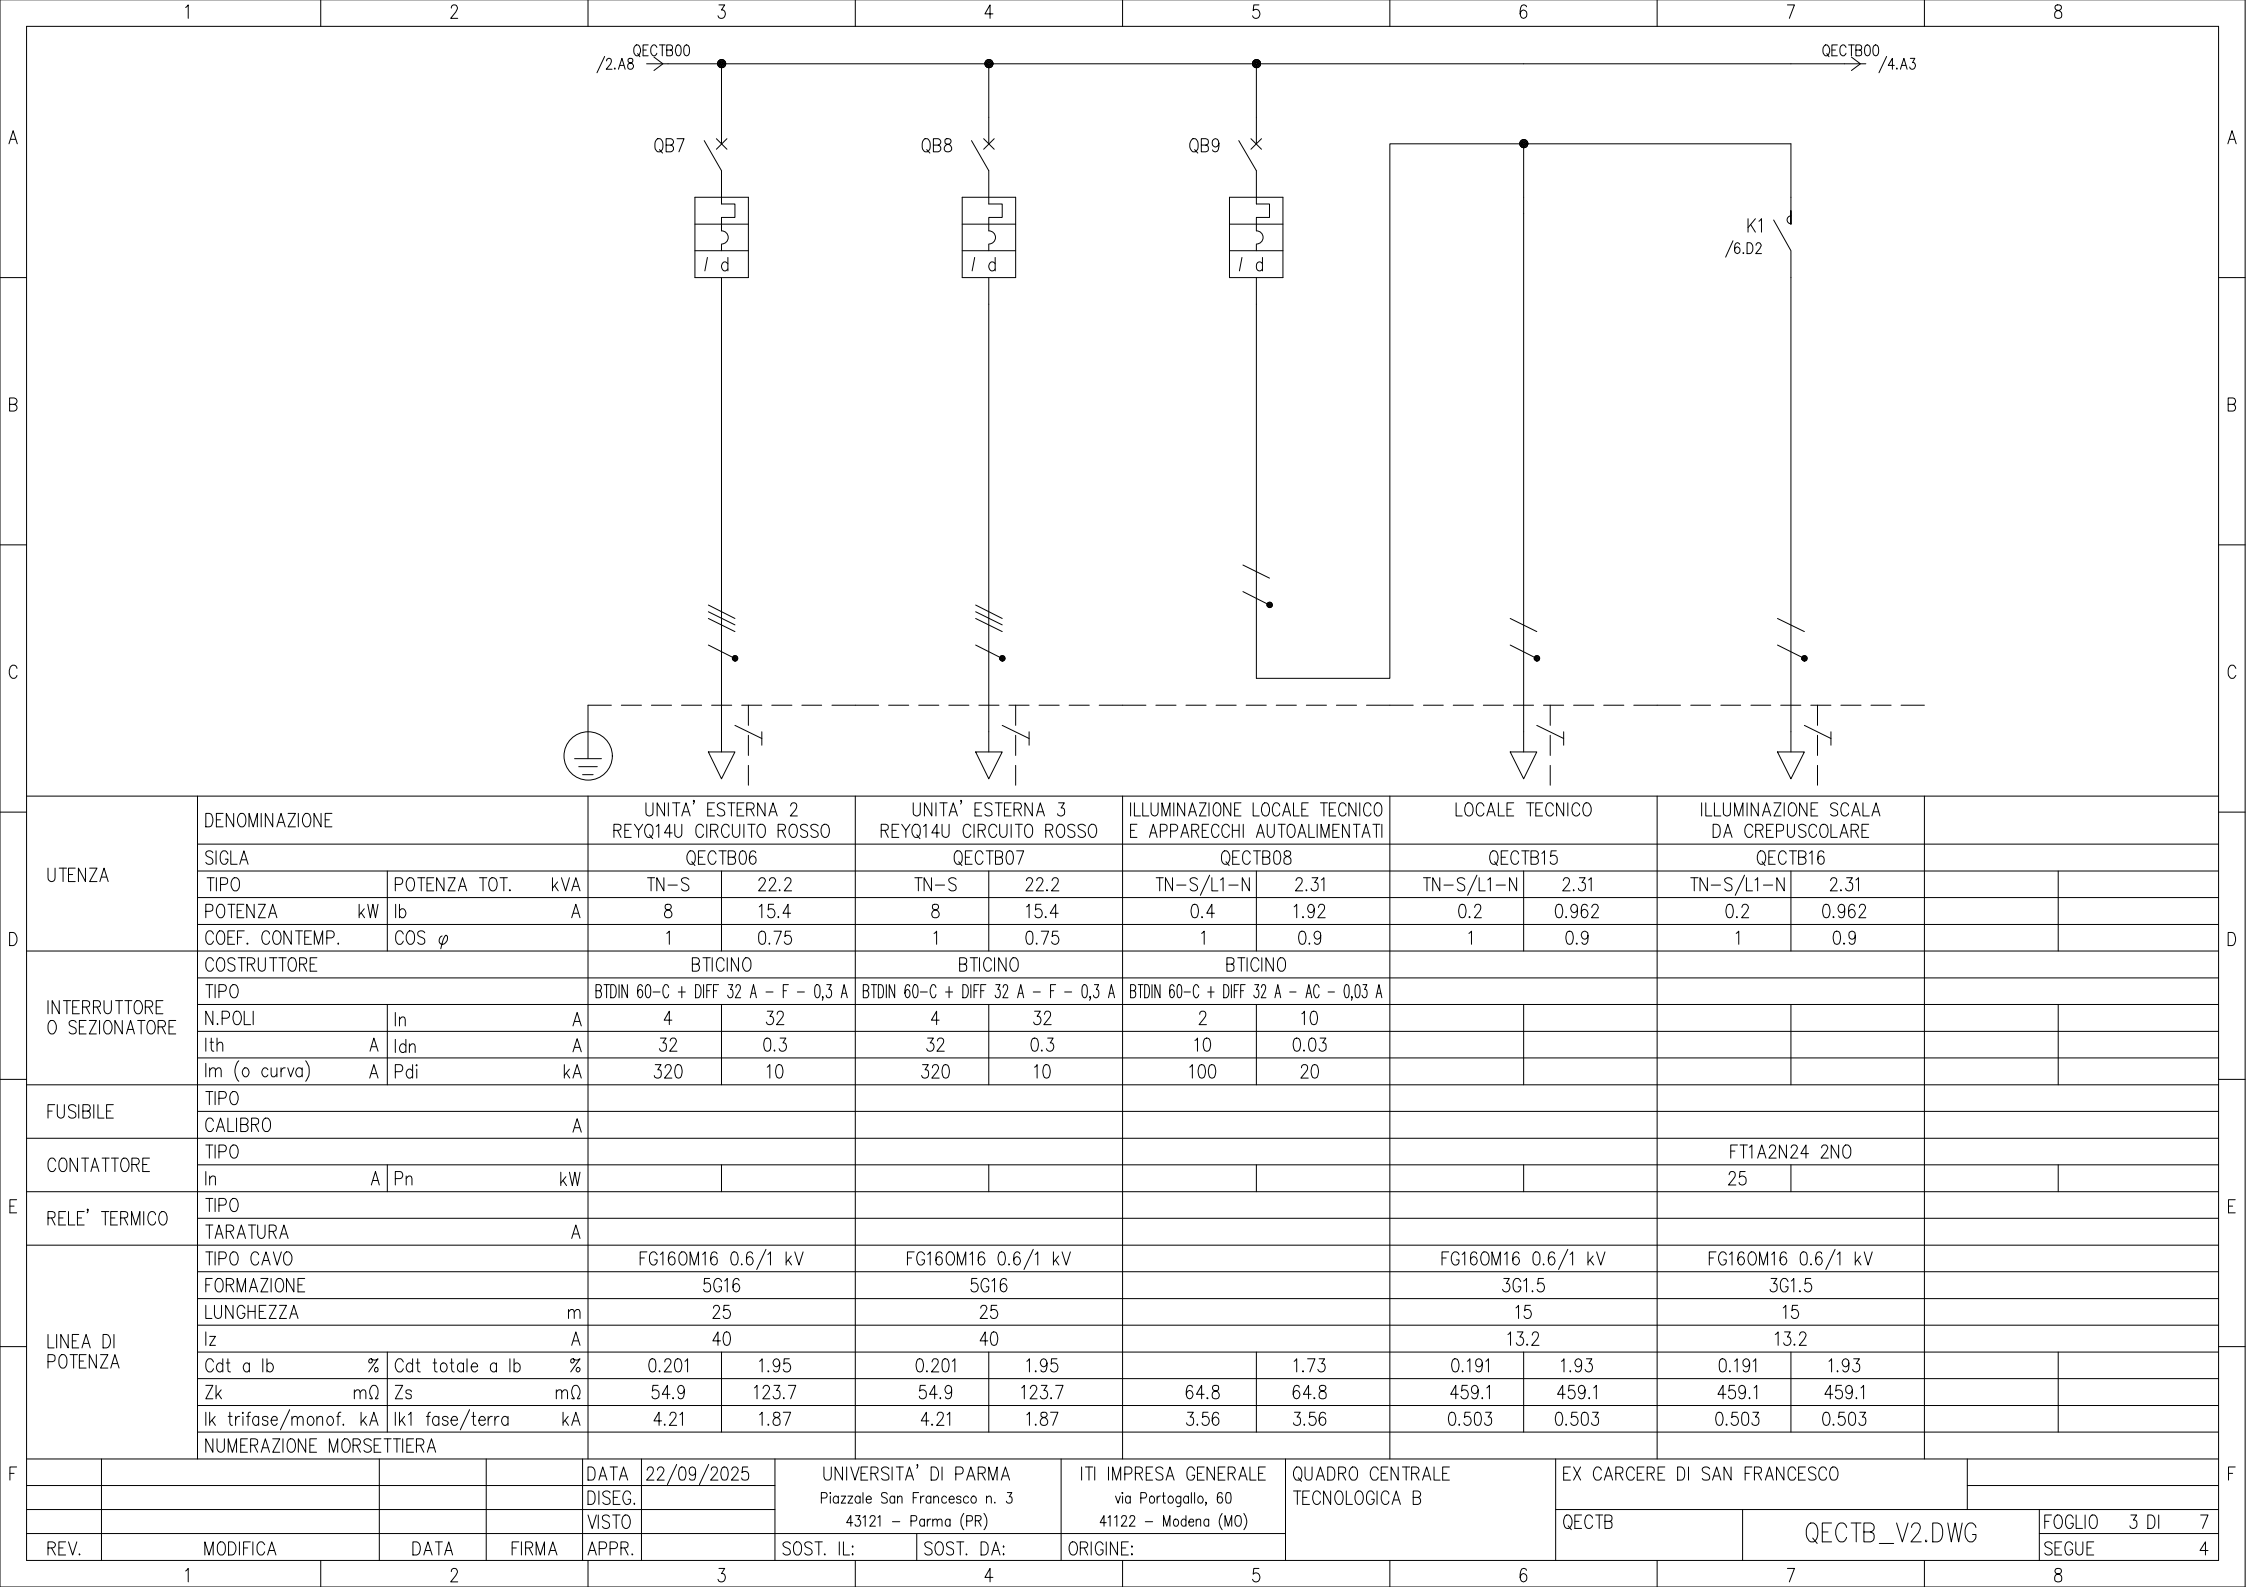 1 2 3 4 5 6 7 8
QECTB00 QECTB00
/2.A8 /4.A3
A QB7 QB8 QB9 A
K1
/6.D2
I d I d I d
B B
C C
UTENZA
DENOMINAZIONE
UNITA' ESTERNA 2
REYQ14U CIRCUITO ROSSO
UNITA' ESTERNA 3
REYQ14U CIRCUITO ROSSO
ILLUMINAZIONE LOCALE TECNICO
E APPARECCHI AUTOALIMENTATI
LOCALE TECNICO
ILLUMINAZIONE SCALA
DA CREPUSCOLARE
SIGLA QECTB06 QECTB07 QECTB08 QECTB15 QECTB16
TIPO POTENZA TOT. kVA TN-S 22.2 TN-S 22.2 TN-S/L1-N 2.31 TN-S/L1-N 2.31 TN-S/L1-N 2.31
POTENZA kW Ib A 8 15.4 8 15.4 0.4 1.92 0.2 0.962 0.2 0.962
D COEF. CONTEMP. COS φ 1 0.75 1 0.75 1 0.9 1 0.9 1 0.9 D
INTERRUTTORE
O SEZIONATORE
COSTRUTTORE BTICINO BTICINO BTICINO
TIPO BTDIN 60-C + DIFF 32 A - F - 0,3 A BTDIN 60-C + DIFF 32 A - F - 0,3 A BTDIN 60-C + DIFF 32 A - AC - 0,03 A
N.POLI In A 4 32 4 32 2 10
Ith A Idn A 32 0.3 32 0.3 10 0.03
Im (o curva) A Pdi kA 320 10 320 10 100 20
FUSIBILE
TIPO
CALIBRO A
CONTATTORE
TIPO FT1A2N24 2NO
In A Pn kW 25
E RELE' TERMICO E
TIPO
TARATURA A
LINEA DI
POTENZA
TIPO CAVO FG16OM16 0.6/1 kV FG16OM16 0.6/1 kV FG16OM16 0.6/1 kV FG16OM16 0.6/1 kV
FORMAZIONE 5G16 5G16 3G1.5 3G1.5
LUNGHEZZA m 25 25 15 15
Iz A 40 40 13.2 13.2
Cdt a Ib % Cdt totale a Ib % 0.201 1.95 0.201 1.95 1.73 0.191 1.93 0.191 1.93
Zk mΩ Zs mΩ 54.9 123.7 54.9 123.7 64.8 64.8 459.1 459.1 459.1 459.1
Ik trifase/monof. kA Ik1 fase/terra kA 4.21 1.87 4.21 1.87 3.56 3.56 0.503 0.503 0.503 0.503
NUMERAZIONE MORSETTIERA
F F
DATA 22/09/2025
DISEG.
VISTO
REV. MODIFICA DATA FIRMA APPR.
UNIVERSITA' DI PARMA
Piazzale San Francesco n. 3
43121 - Parma (PR)
SOST. IL: SOST. DA:
ITI IMPRESA GENERALE
via Portogallo, 60
41122 - Modena (MO)
ORIGINE:
QUADRO CENTRALE
TECNOLOGICA B
EX CARCERE DI SAN FRANCESCO
QECTB
QECTB_V2.DWG
FOGLIO 3 DI 7
SEGUE 4
1 2 3 4 5 6 7 8